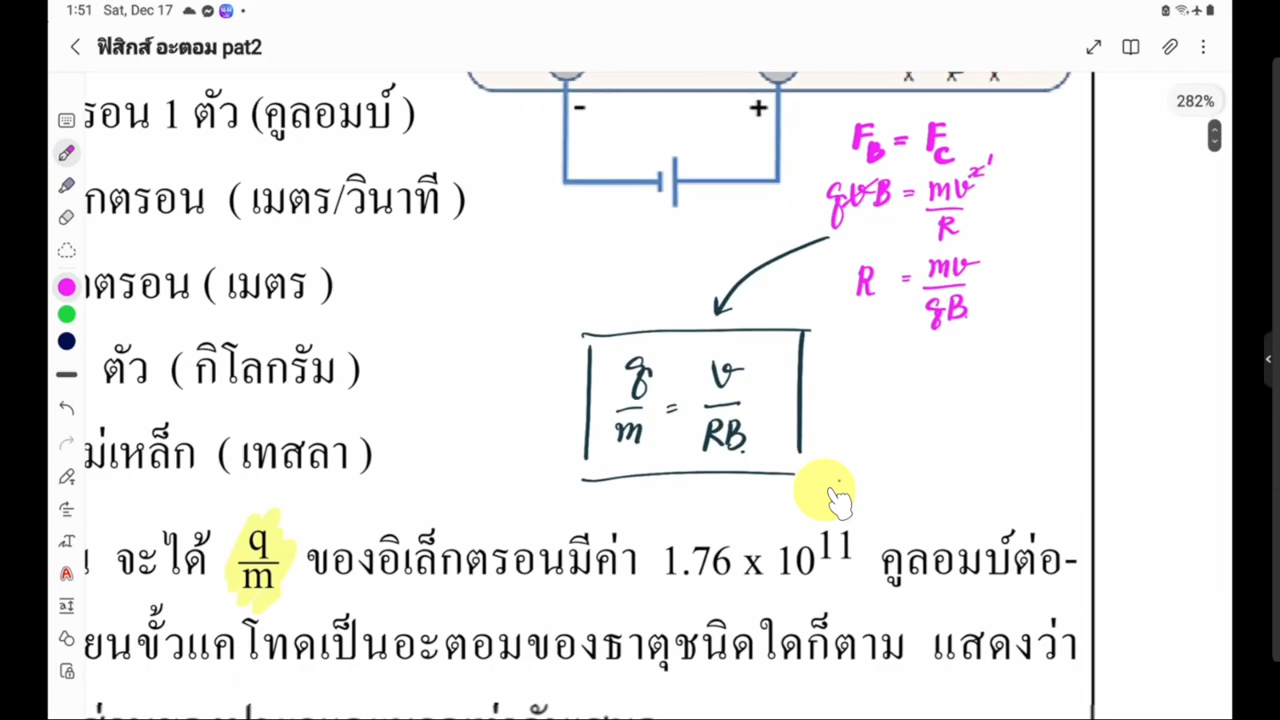 1:51 Sat, Dec 17
ฟิสิกส์ อะตอม pat2
282%
x x x
- +
รอน 1 ตัว (คูลอมบ์ )
F_B = F_C
กตรอน ( เมตร/วินาที )
qvB = mv²/R
ตรอน ( เมตร )
R = mv/qB
ตัว ( กิโลกรัม )
q/m = v/RB
ม่เหล็ก ( เทสลา )
จะได้ q/m ของอิเล็กตรอนมีค่า 1.76 x 10¹¹ คูลอมบ์ต่อ-
ยนขั้วแคโทดเป็นอะตอมของธาตุชนิดใดก็ตาม แสดงว่า